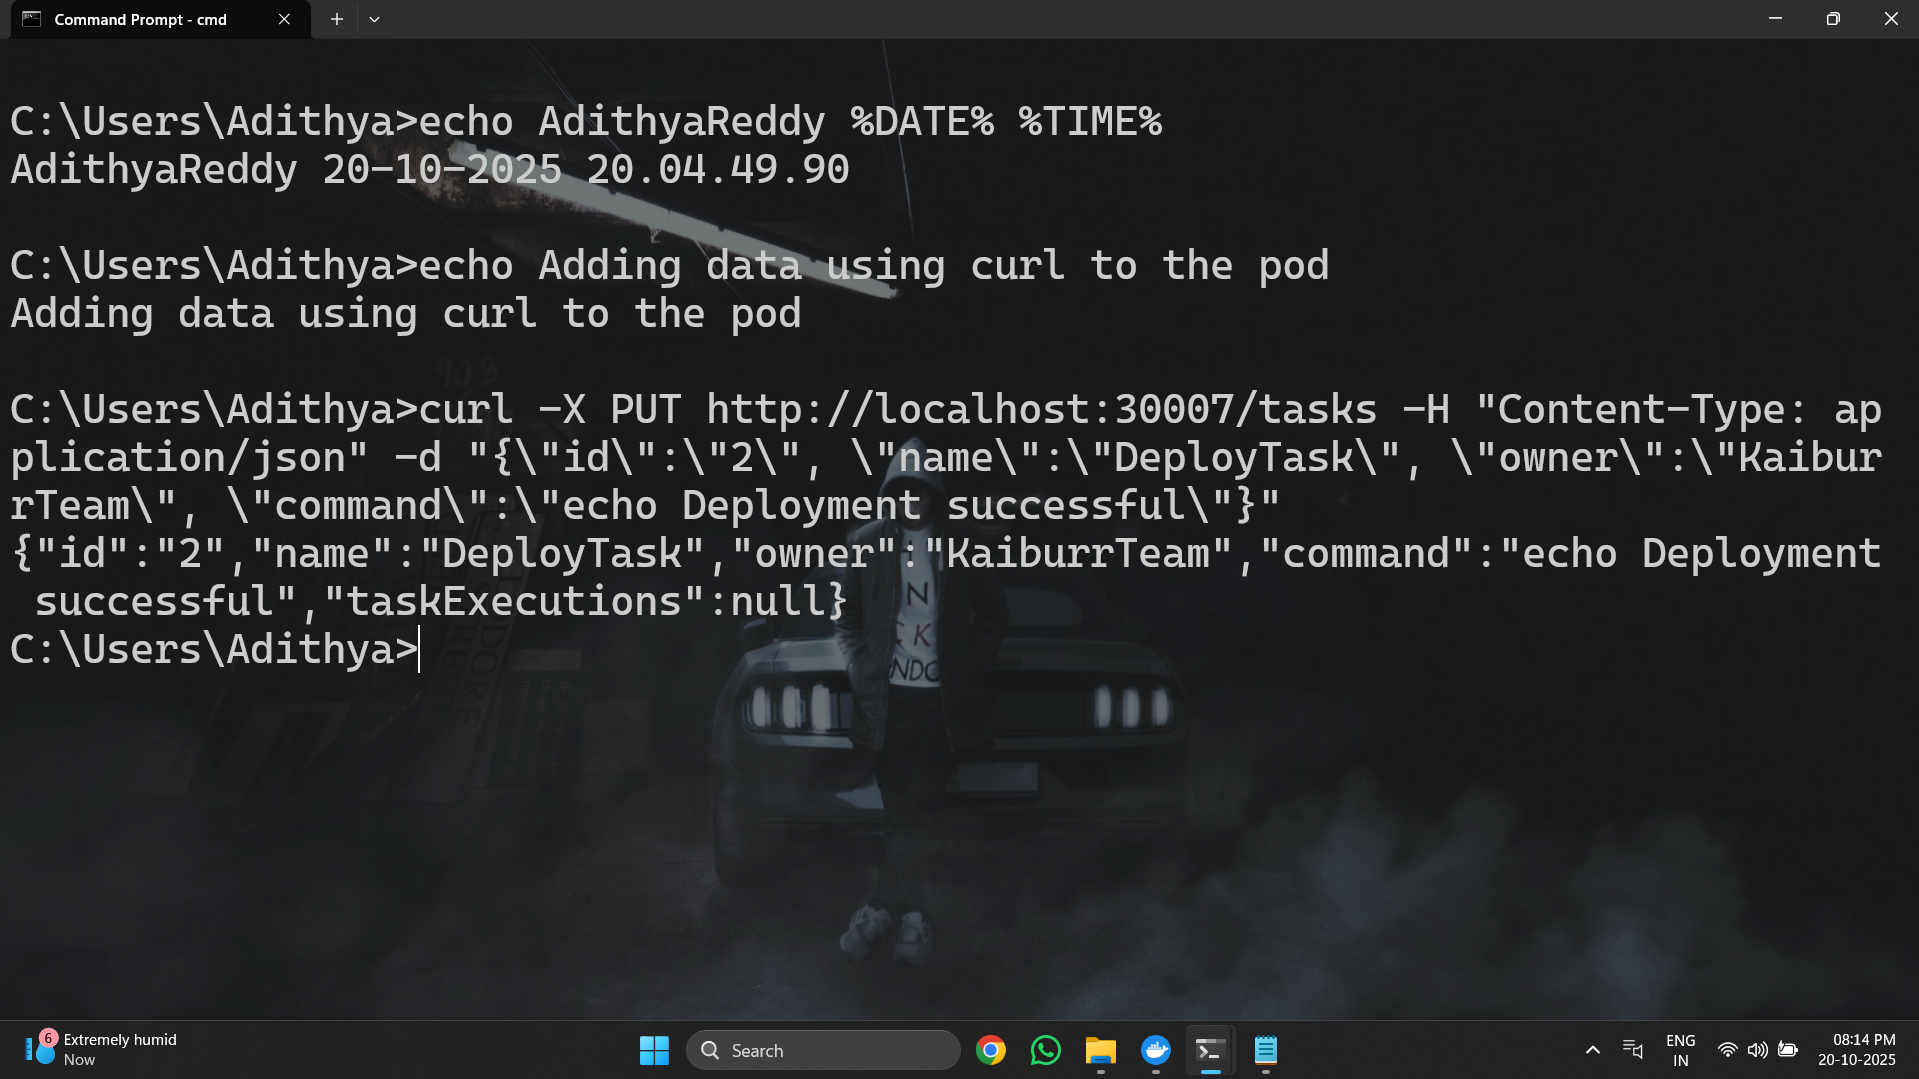 Command Prompt - cmd
C:\Users\Adithya>echo AdithyaReddy %DATE% %TIME%
AdithyaReddy 20-10-2025 20.04.49.90
C:\Users\Adithya>echo Adding data using curl to the pod
Adding data using curl to the pod
C:\Users\Adithya>curl -X PUT http://localhost:30007/tasks -H "Content-Type: ap
plication/json" -d "{\"id\":\"2\", \"name\":\"DeployTask\", \"owner\":\"Kaibur
rTeam\", \"command\":\"echo Deployment successful\"}"
{"id":"2","name":"DeployTask","owner":"KaiburrTeam","command":"echo Deployment
 successful","taskExecutions":null}
C:\Users\Adithya>
6
Extremely humid
Now
Search
ENG
IN
08:14 PM
20-10-2025